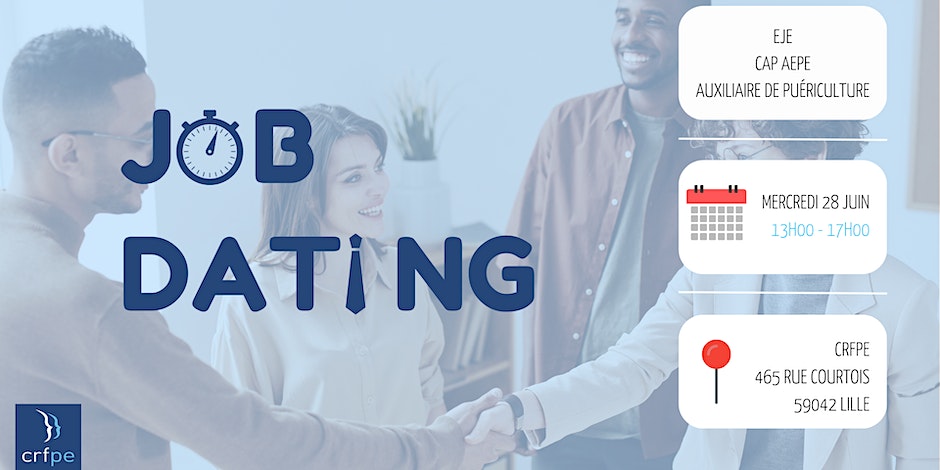 JOB
DATING
EJE
CAP AEPE
AUXILIAIRE DE PUÉRICULTURE
MERCREDI 28 JUIN
13H00 - 17H00
CRFPE
465 RUE COURTOIS
59042 LILLE
crfpe